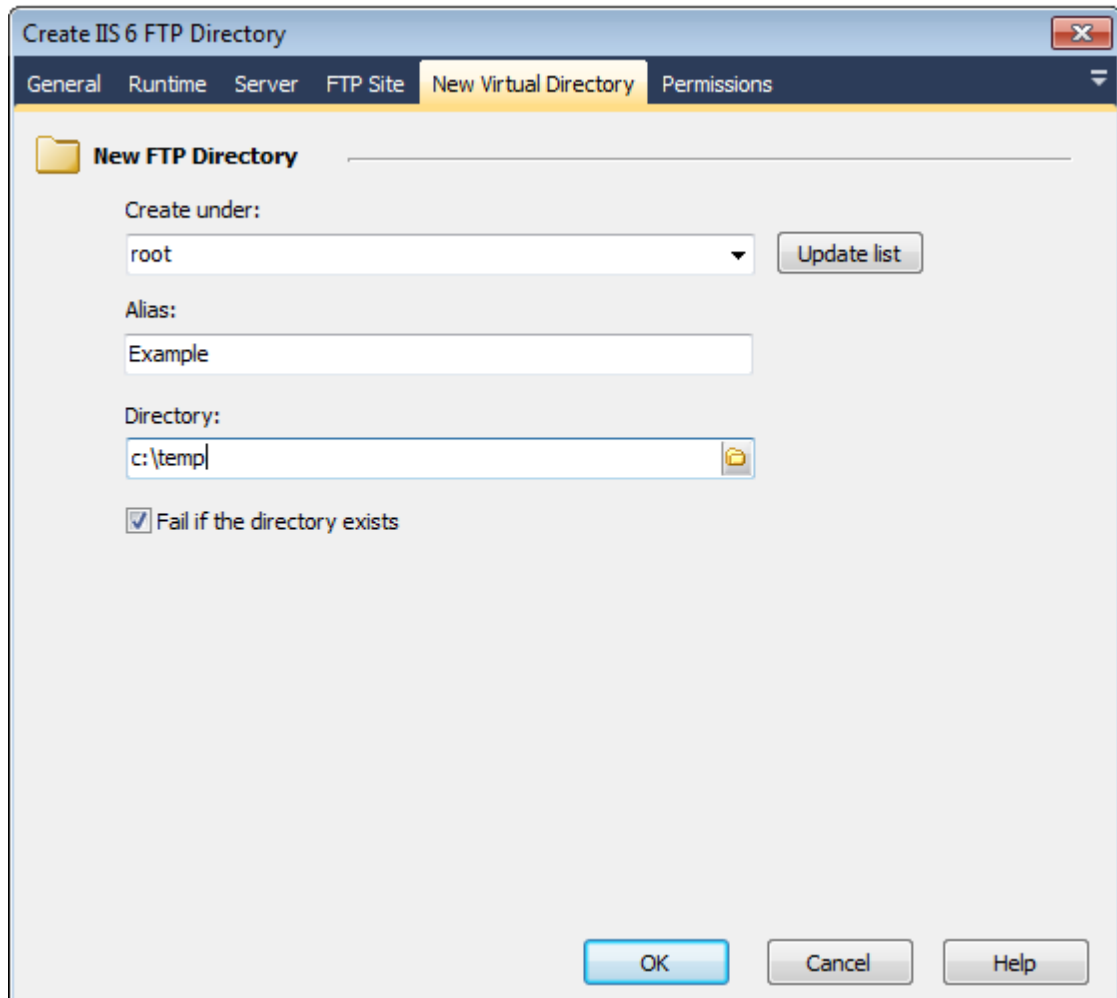 Create IIS 6 FTP Directory
General Runtime Server FTP Site New Virtual Directory Permissions
New FTP Directory
Create under:
root Update list
Alias:
Example
Directory:
c:\temp
Fail if the directory exists
OK Cancel Help